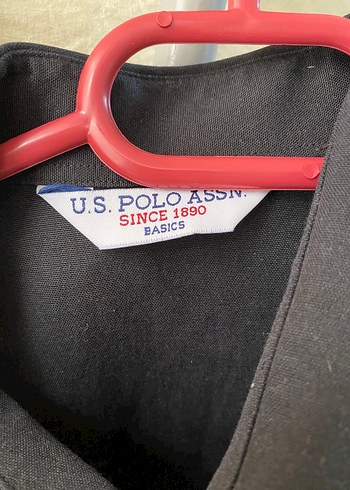 U.S. POLO ASSN.
SINCE 1890
BASICS